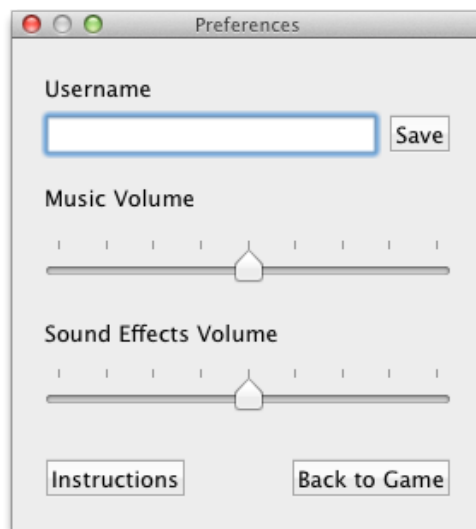 Preferences
Username
Save
Music Volume
Sound Effects Volume
Instructions Back to Game